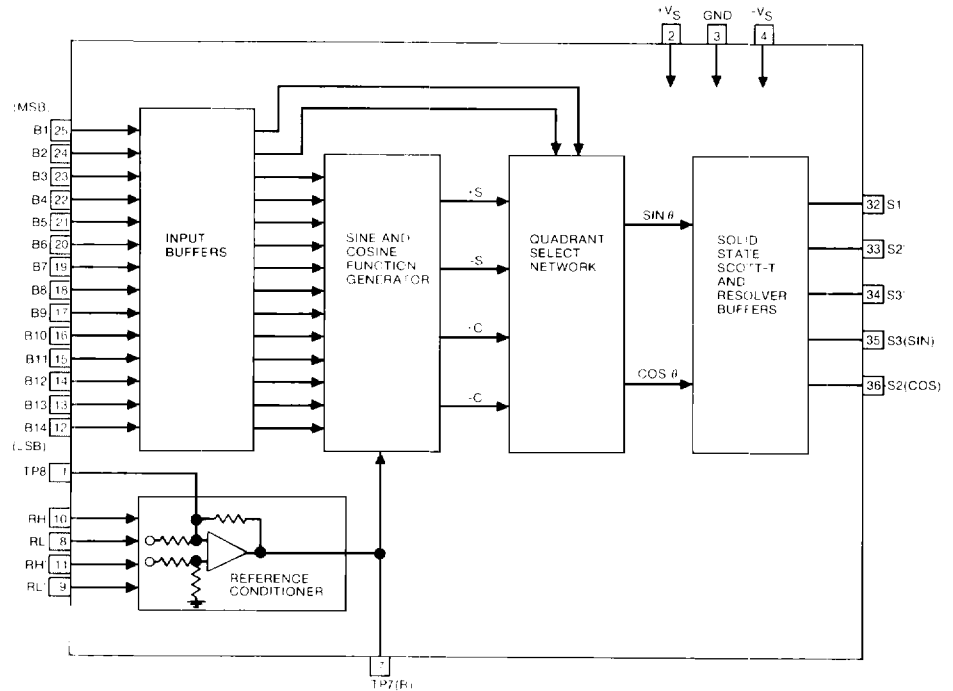 +VS GND -VS
2 3 4
(MSB)
B1 25
B2 24
B3 23
B4 22
B5 21
B6 20
B7 19
B8 18
B9 17
B10 16
B11 15
B12 14
B13 13
B14 12
(LSB)
TP8 1
RH 10
RL 8
RH' 11
RL' 9
INPUT
BUFFERS
SINE AND
COSINE
FUNCTION
GENERATOR
+S
-S
+C
-C
QUADRANT
SELECT
NETWORK
SIN θ
COS θ
SOLID
STATE
SCOTT-T
AND
RESOLVER
BUFFERS
32 S1
33 S2'
34 S3'
35 S3(SIN)
36 S2(COS)
REFERENCE
CONDITIONER
7
TP7(R)